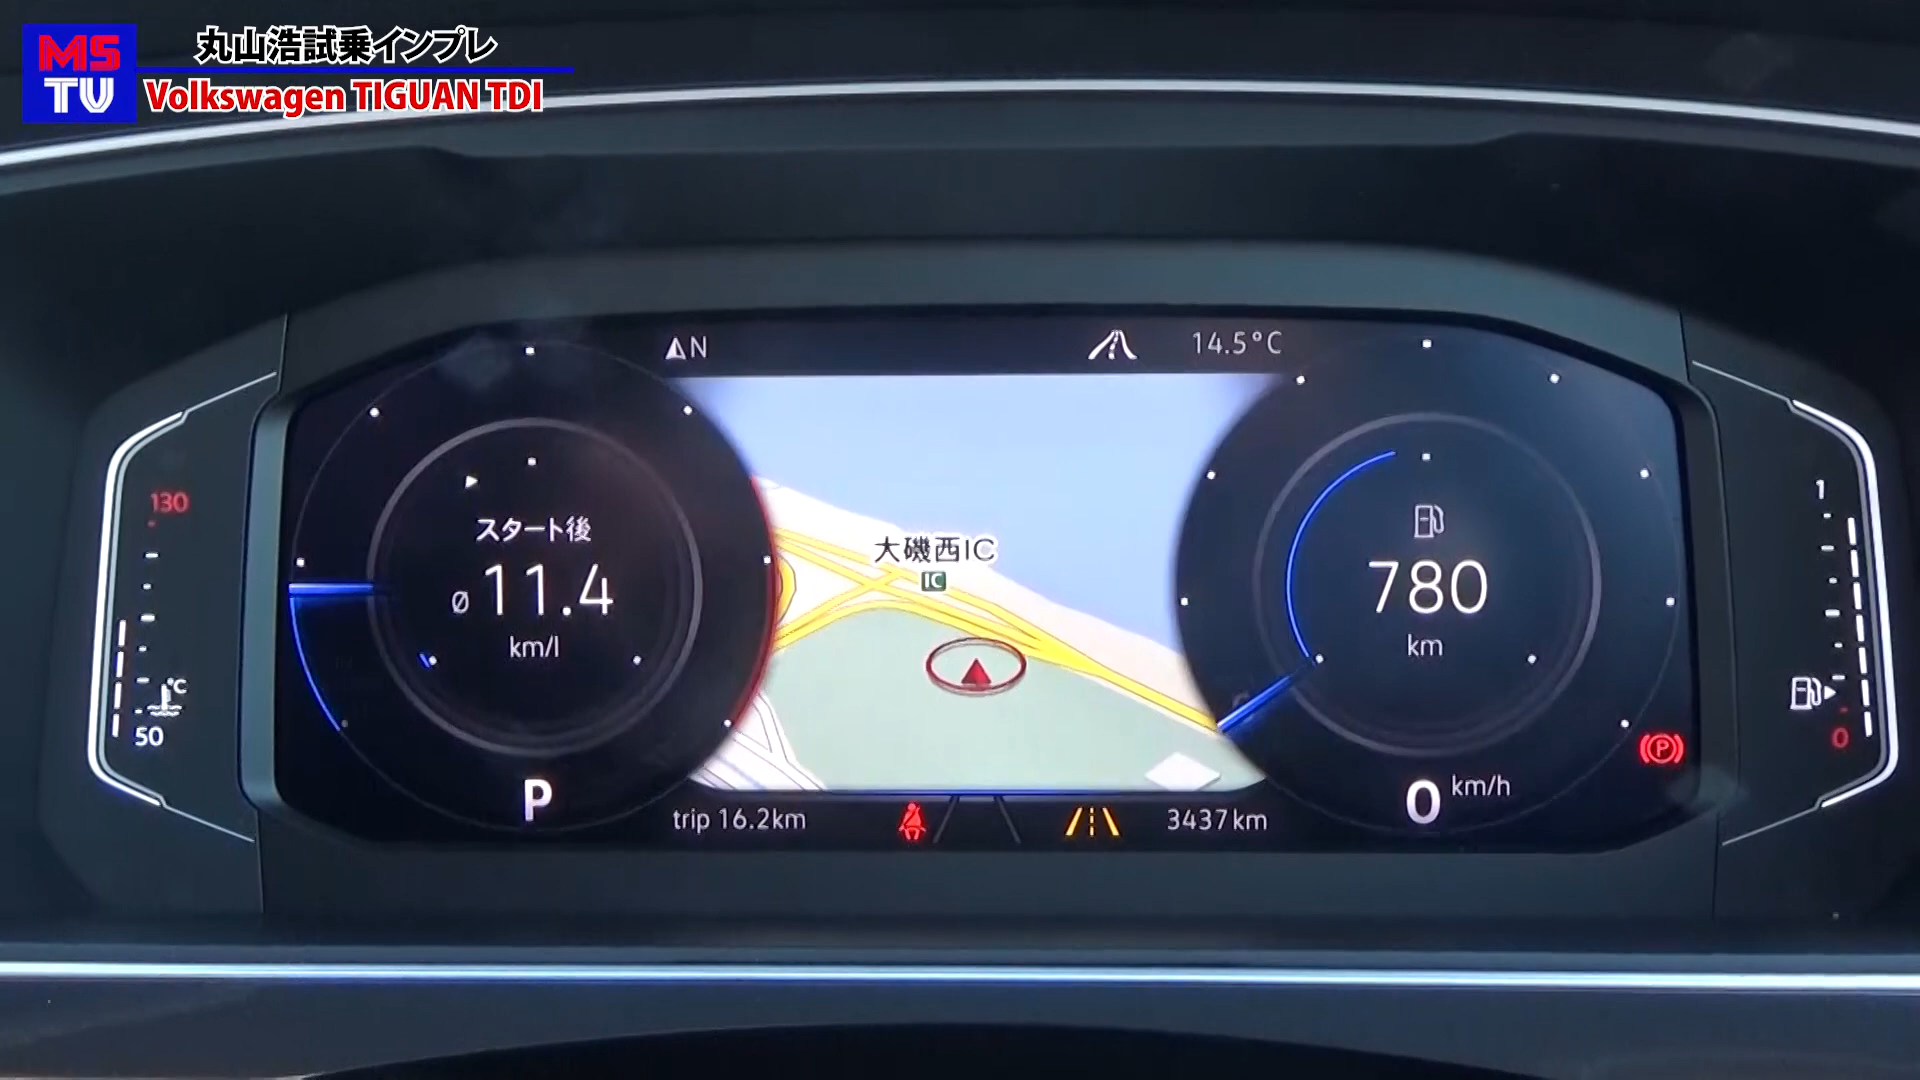 MS
TV
丸山浩試乗インプレ
Volkswagen TIGUAN TDI
N
14.5°C
130
スタート後
ø 11.4
km/l
°C
50
P
大磯西IC
IC
780
km
1
0
0 km/h
trip 16.2km
3437km
P